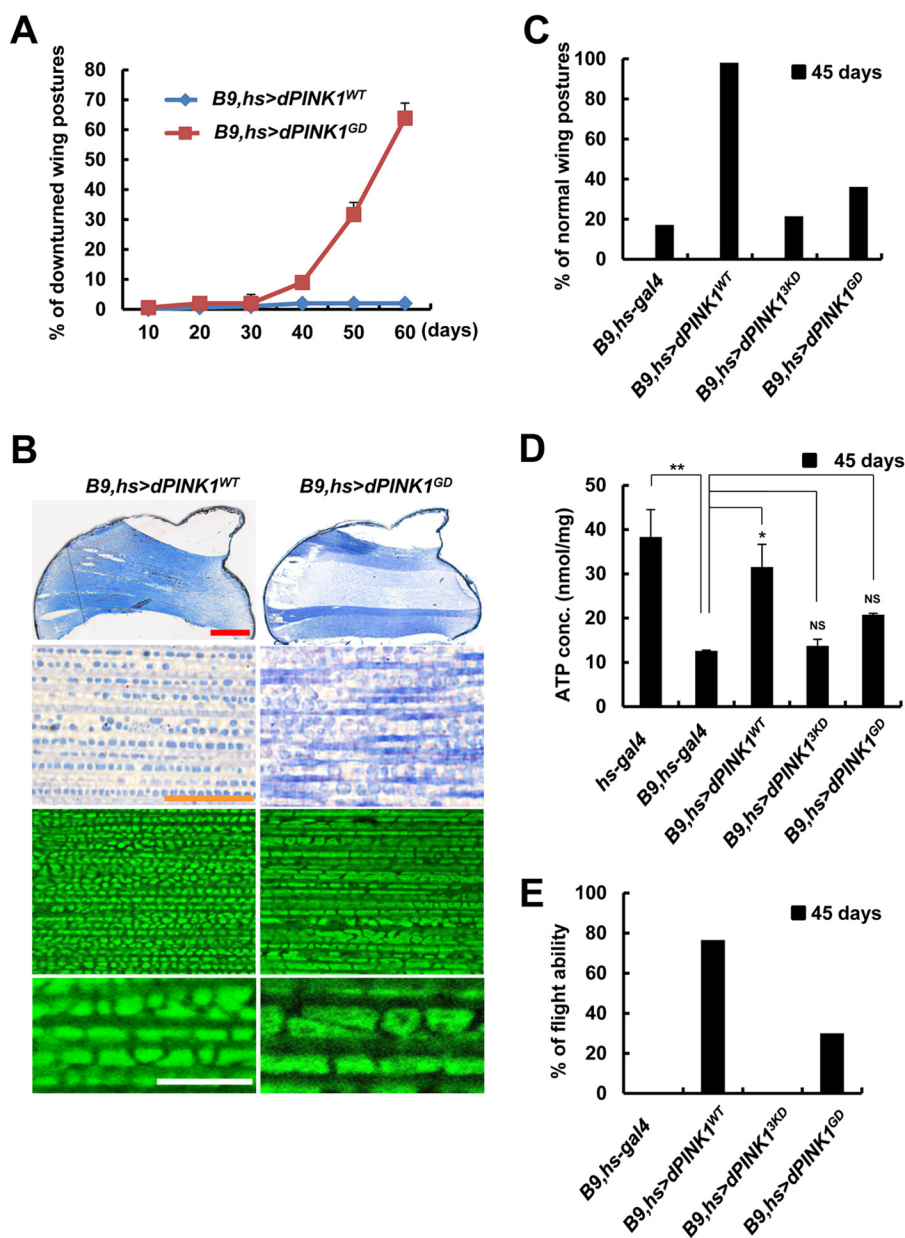 A
% of downturned wing postures
80
70
60
50
40
30
20
10
0
B9,hs>dPINK1WT
B9,hs>dPINK1GD
10 20 30 40 50 60 (days)
B
B9,hs>dPINK1WT B9,hs>dPINK1GD
C
% of normal wing postures
100
80
60
40
20
0
45 days
B9,hs-gal4
B9,hs>dPINK1WT
B9,hs>dPINK13KD
B9,hs>dPINK1GD
D
45 days
ATP conc. (nmol/mg)
50
40
30
20
10
0
**
*
NS
NS
hs-gal4
B9,hs-gal4
B9,hs>dPINK1WT
B9,hs>dPINK13KD
B9,hs>dPINK1GD
E
% of flight ability
100
80
60
40
20
0
45 days
B9,hs-gal4
B9,hs>dPINK1WT
B9,hs>dPINK13KD
B9,hs>dPINK1GD